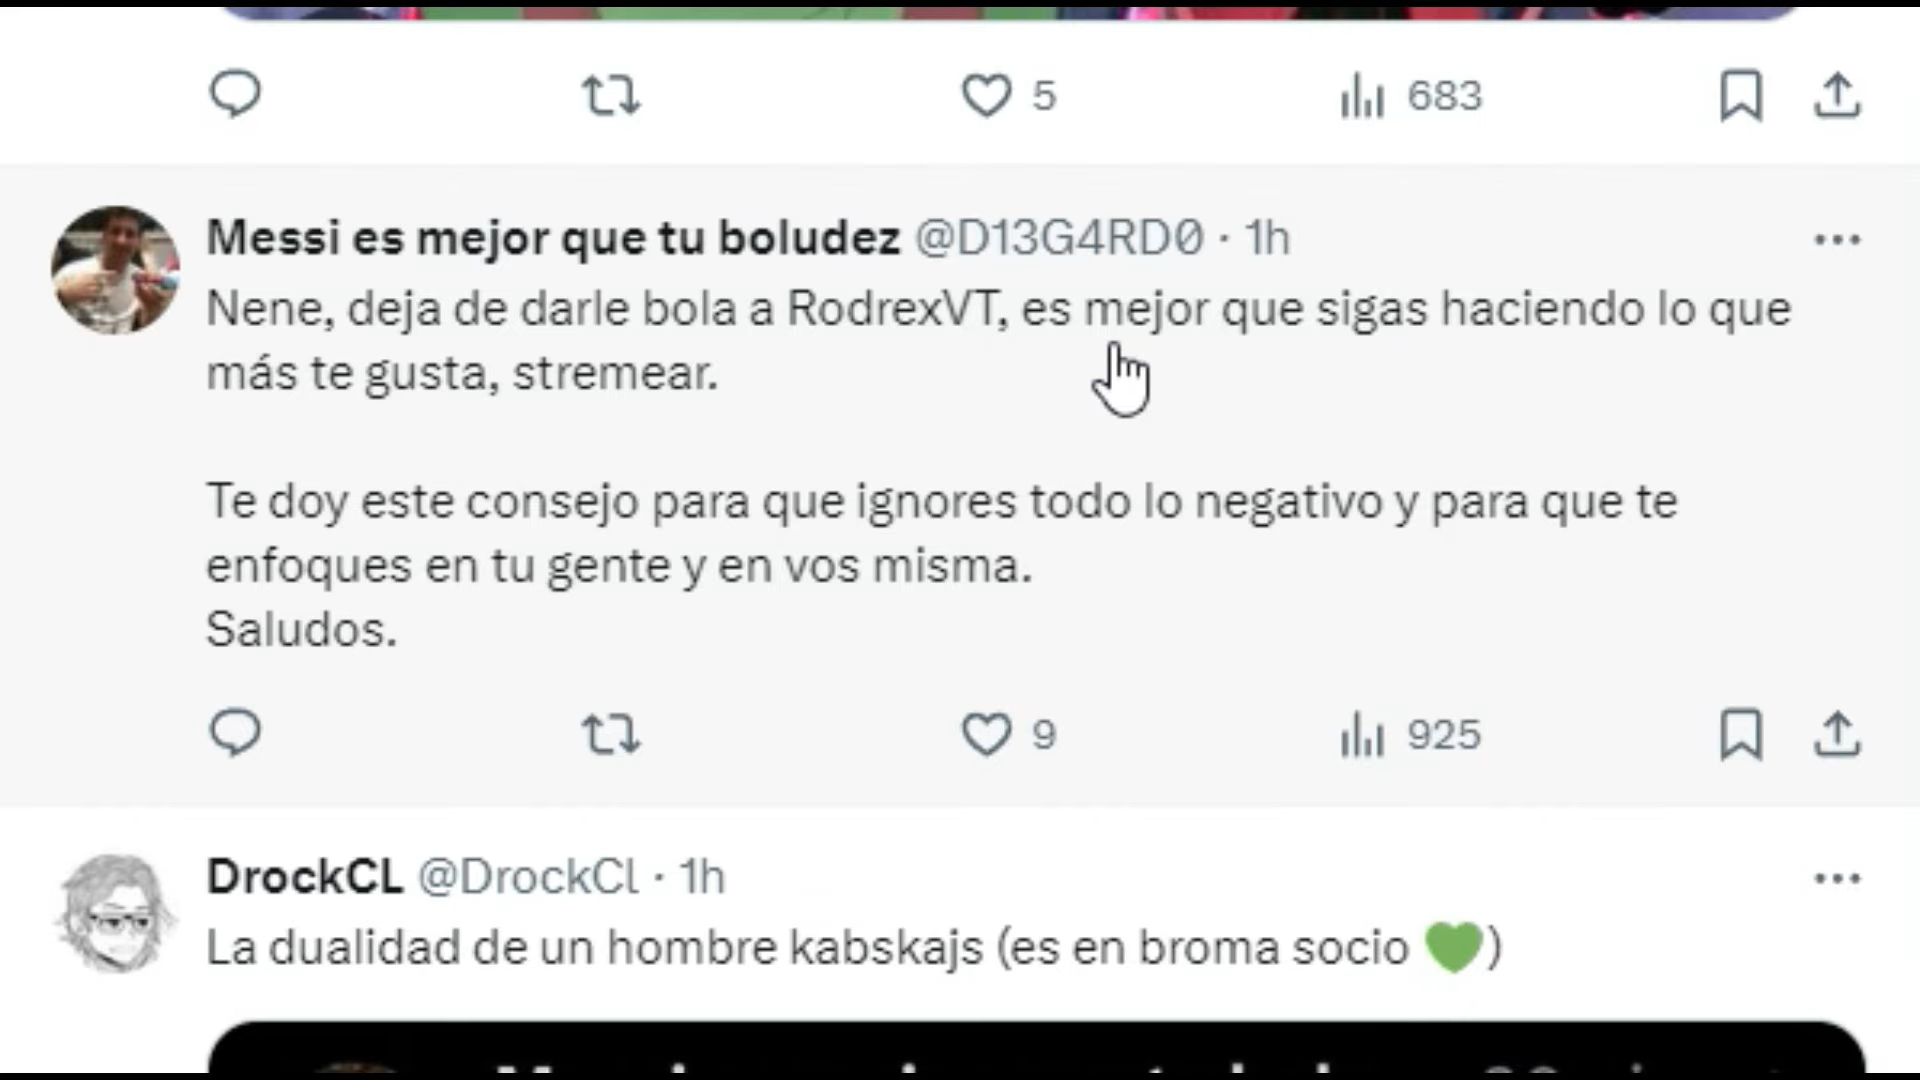 5 683
Messi es mejor que tu boludez @D13G4RD0 · 1h
Nene, deja de darle bola a RodrexVT, es mejor que sigas haciendo lo que
más te gusta, stremear.
Te doy este consejo para que ignores todo lo negativo y para que te
enfoques en tu gente y en vos misma.
Saludos.
9 925
DrockCL @DrockCl · 1h
La dualidad de un hombre kabskajs (es en broma socio 💚)